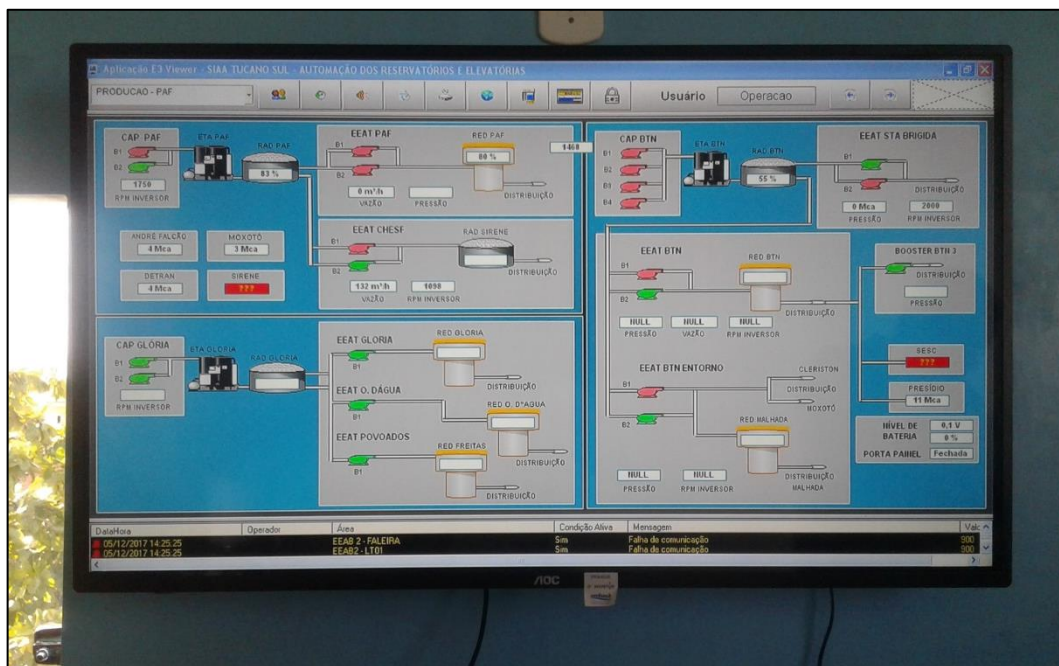 Aplicação E3 Viewer - SIAA TUCANO SUL - AUTOMAÇÃO DOS RESERVATÓRIOS E ELEVATÓRIAS
PRODUCAO - PAF
Usuário Operacao
CAP PAF
B1
B2
1750
RPM INVERSOR
ETA PAF
RAD PAF
83 %
EEAT PAF
B1
B2
0 m³/h
VAZÃO
PRESSÃO
RED PAF
80 %
DISTRIBUIÇÃO
1468
ANDRÉ FALCÃO
4 Mca
MOXOTÓ
3 Mca
DETRAN
4 Mca
SIRENE
???
EEAT CHESF
B1
B2
132 m³/h
VAZÃO
1098
RPM INVERSOR
RAD SIRENE
DISTRIBUIÇÃO
CAP GLÓRIA
B1
B2
RPM INVERSOR
ETA GLÓRIA
RAD GLÓRIA
EEAT GLÓRIA
B1
RED GLORIA
DISTRIBUIÇÃO
EEAT O. DÁGUA
B1
RED O. D'AGUA
DISTRIBUIÇÃO
EEAT POVOADOS
B1
RED FREITAS
DISTRIBUIÇÃO
CAP BTN
B1
B2
B3
B4
ETA BTN
RAD BTN
55 %
EEAT STA BRIGIDA
B1
B2
DISTRIBUIÇÃO
0 Mca
PRESSÃO
2000
RPM INVERSOR
EEAT BTN
B1
B2
RED BTN
DISTRIBUIÇÃO
NULL
PRESSÃO
NULL
VAZÃO
NULL
RPM INVERSOR
BOOSTER BTN 3
DISTRIBUIÇÃO
PRESSÃO
EEAT BTN ENTORNO
B1
B2
CLERISTON
DISTRIBUIÇÃO
MOXOTÓ
RED MALHADA
DISTRIBUIÇÃO
MALHADA
NULL
PRESSÃO
NULL
RPM INVERSOR
SESC
???
PRESÍDIO
11 Mca
NÍVEL DE BATERIA
0,1 V
0 %
PORTA PAINEL Fechada
Data/Hora Operador Área Condição Ativa Mensagem Valc
05/12/2017 14:25:25 EEAB 2 - FALEIRA Sim Falha de comunicação 900
05/12/2017 14:25:25 EEAB2 - LT01 Sim Falha de comunicação 900
AOC